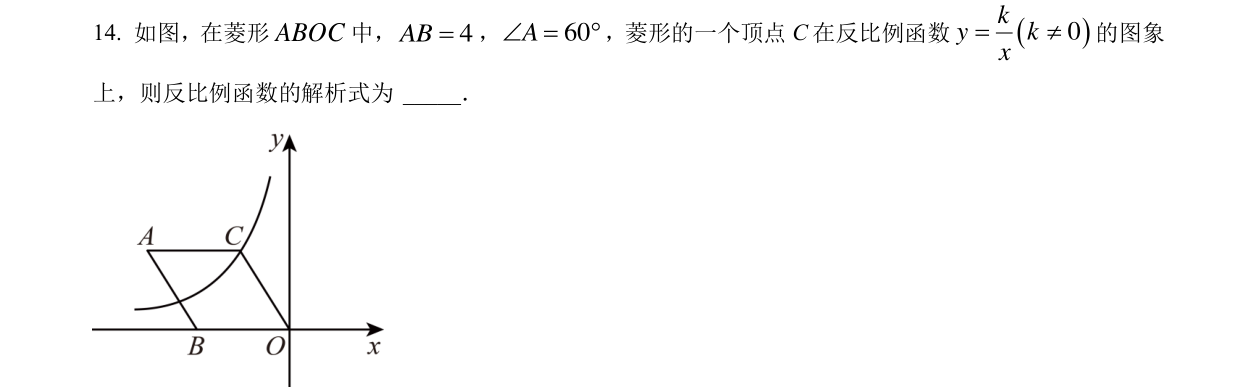 14. 如图，在菱形 ABOC 中，AB = 4，∠A = 60°，菱形的一个顶点 C 在反比例函数 y = k/x (k ≠ 0) 的图象
上，则反比例函数的解析式为 _____．
y
A
C
B
O
x